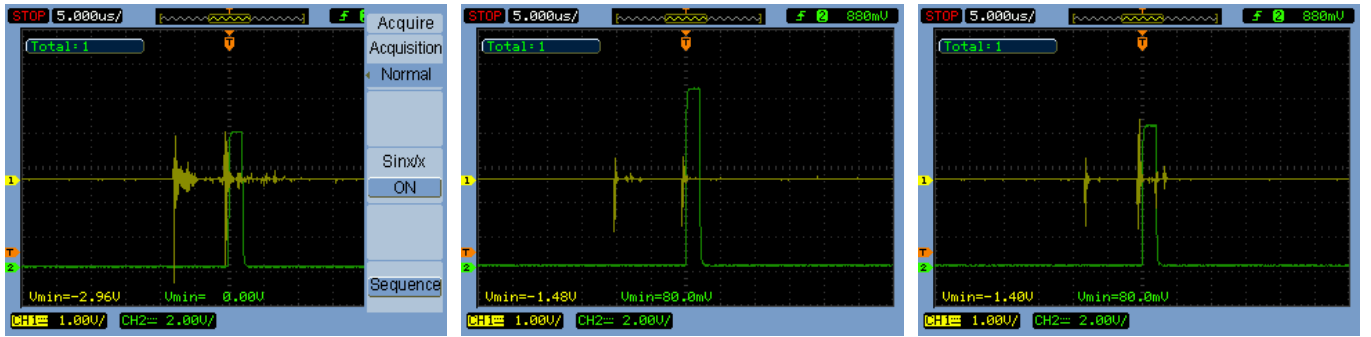 STOP 5.000us/ Acquire
T
Total:1
Acquisition
Normal
Sinx/x
1
ON
T
2
Sequence
Vmin=-2.96V Vmin= 0.00V
CH1 1.00V/ CH2 2.00V/
STOP 5.000us/ 2 880mV
T
Total:1
1
T
2
Vmin=-1.48V Vmin=80.0mV
CH1 1.00V/ CH2 2.00V/
STOP 5.000us/ 2 880mV
T
Total:1
1
T
2
Vmin=-1.40V Vmin=80.0mV
CH1 1.00V/ CH2 2.00V/